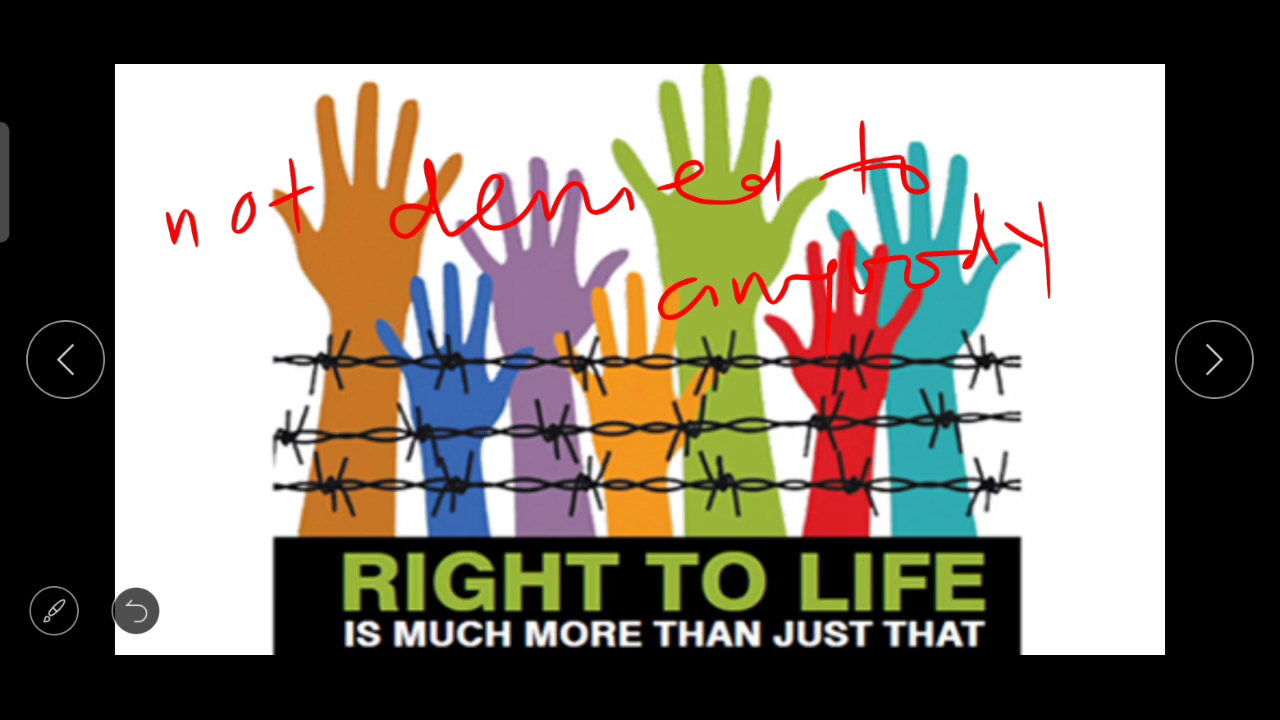 not denied to
anybody
RIGHT TO LIFE
IS MUCH MORE THAN JUST THAT